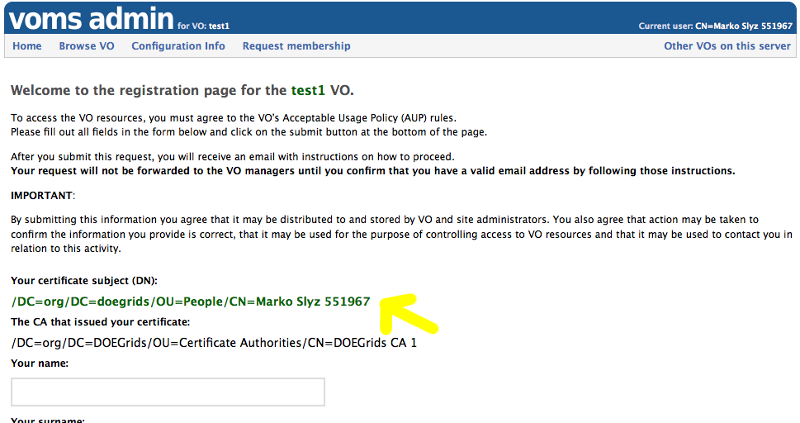 voms admin for VO: test1
Current user: CN=Marko Slyz 551967
Home Browse VO Configuration Info Request membership Other VOs on this server
Welcome to the registration page for the test1 VO.
To access the VO resources, you must agree to the VO's Acceptable Usage Policy (AUP) rules.
Please fill out all fields in the form below and click on the submit button at the bottom of the page.
After you submit this request, you will receive an email with instructions on how to proceed.
Your request will not be forwarded to the VO managers until you confirm that you have a valid email address by following those instructions.
IMPORTANT:
By submitting this information you agree that it may be distributed to and stored by VO and site administrators. You also agree that action may be taken to
confirm the information you provide is correct, that it may be used for the purpose of controlling access to VO resources and that it may be used to contact you in
relation to this activity.
Your certificate subject (DN):
/DC=org/DC=doegrids/OU=People/CN=Marko Slyz 551967
The CA that issued your certificate:
/DC=org/DC=DOEGrids/OU=Certificate Authorities/CN=DOEGrids CA 1
Your name:
Your surname: